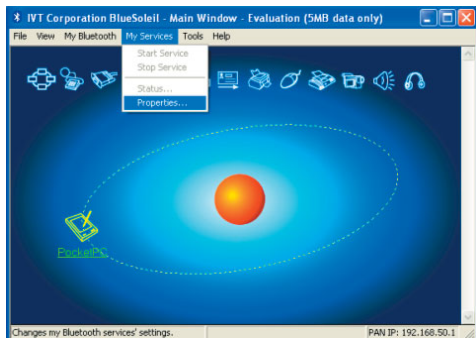 IVT Corporation BlueSoleil - Main Window - Evaluation (5MB data only)
File View My Bluetooth My Services Tools Help
Start Service
Stop Service
Status...
Properties...
PocketPC
Changes my Bluetooth services' settings. PAN IP: 192.168.50.1